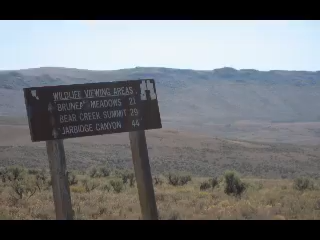 WILDLIFE VIEWING AREAS
BRUNEAU MEADOWS 21
BEAR CREEK SUMMIT 29
JARBIDGE CANYON 44